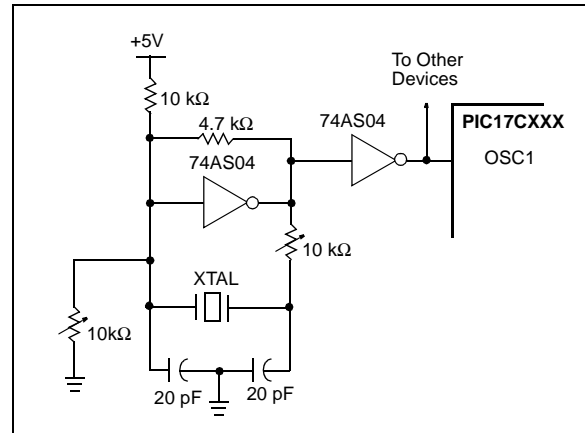 +5V
To Other
Devices
10 kΩ
4.7 kΩ
74AS04
PIC17CXXX
74AS04
OSC1
10 kΩ
XTAL
10kΩ
20 pF
20 pF